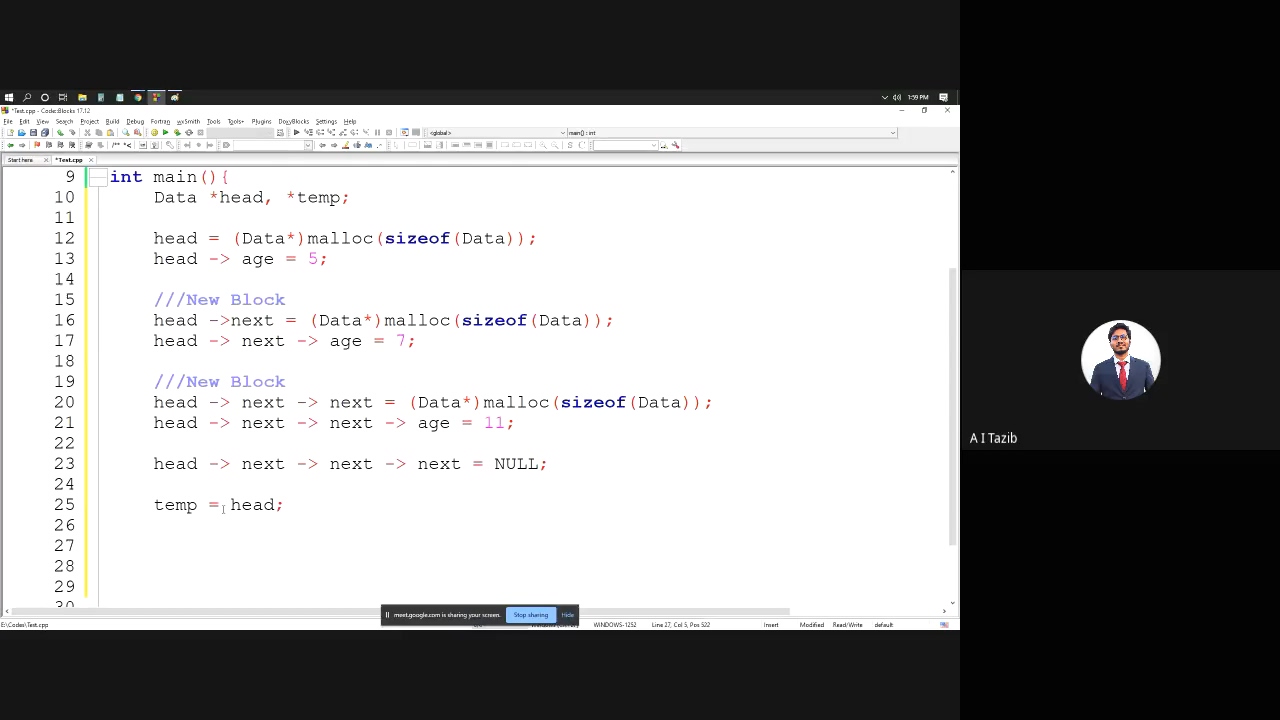 1:59 PM
*Test.cpp - Code::Blocks 17.12
File Edit View Search Project Build Debug Fortran wxSmith Tools Tools+ Plugins DoxyBlocks Settings Help
<global> main() : int
Start here *Test.cpp
9 int main(){
10 Data *head, *temp;
11
12 head = (Data*)malloc(sizeof(Data));
13 head -> age = 5;
14
15 ///New Block
16 head ->next = (Data*)malloc(sizeof(Data));
17 head -> next -> age = 7;
18
19 ///New Block
20 head -> next -> next = (Data*)malloc(sizeof(Data));
21 head -> next -> next -> age = 11;
22
23 head -> next -> next -> next = NULL;
24
25 temp = head;
26
27
28
29
30
meet.google.com is sharing your screen. Stop sharing Hide
E:\Codes\Test.cpp WINDOWS-1252 Line 27, Col 5, Pos 522 Insert Modified Read/Write default
A I Tazib